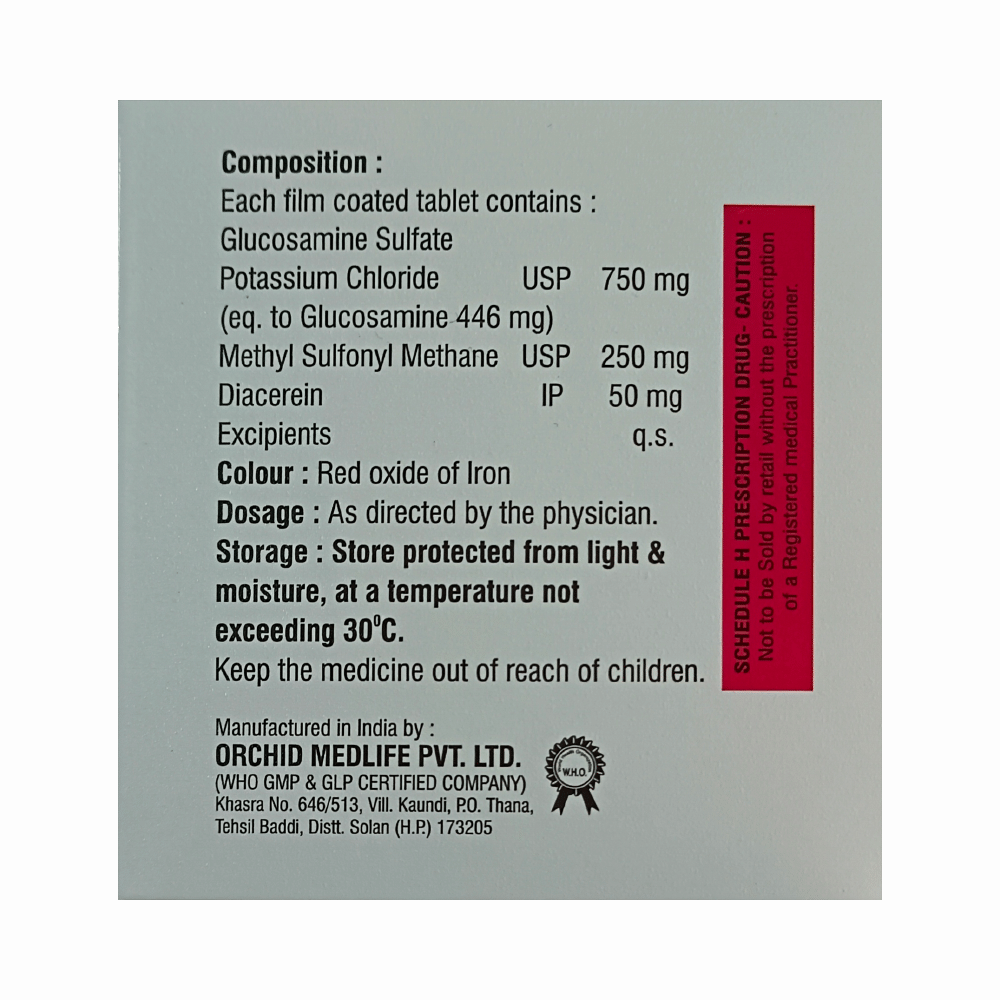 Composition :
Each film coated tablet contains :
Glucosamine Sulfate
Potassium Chloride USP 750 mg
(eq. to Glucosamine 446 mg)
Methyl Sulfonyl Methane USP 250 mg
Diacerein IP 50 mg
Excipients q.s.
Colour : Red oxide of Iron
Dosage : As directed by the physician.
Storage : Store protected from light &
moisture, at a temperature not
exceeding 30⁰C.
Keep the medicine out of reach of children.
Manufactured in India by :
ORCHID MEDLIFE PVT. LTD.
(WHO GMP & GLP CERTIFIED COMPANY)
Khasra No. 646/513, Vill. Kaundi, P.O. Thana,
Tehsil Baddi, Distt. Solan (H.P.) 173205
W.H.O.
SCHEDULE H PRESCRIPTION DRUG- CAUTION :
Not to be Sold by retail without the prescription
of a Registered medical Practitioner.